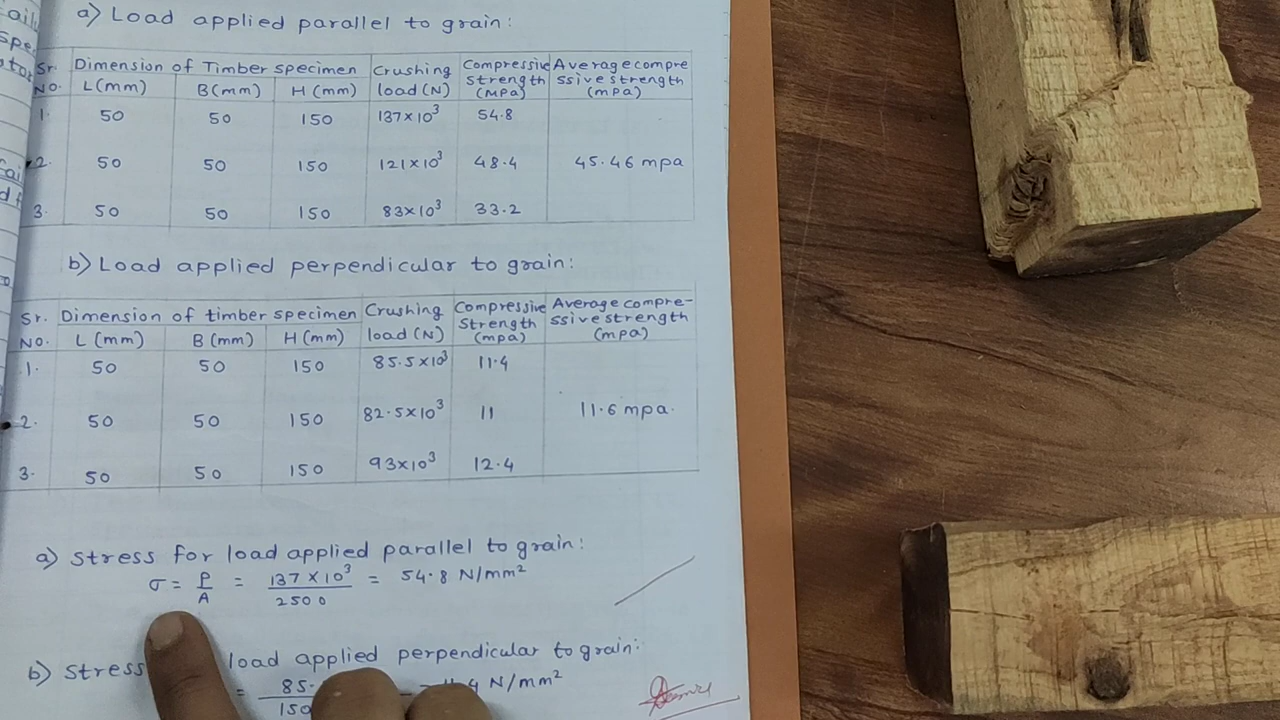 a) Load applied parallel to grain:
Sr. NO. Dimension of Timber specimen Crushing load (N) Compressive strength (MPa) Average compressive strength (mpa)
L (mm) B (mm) H (mm)
1. 50 50 150 137×10³ 54.8
2. 50 50 150 121×10³ 48.4 45.46 mpa
3. 50 50 150 83×10³ 33.2
b) Load applied perpendicular to grain:
Sr. NO. Dimension of timber specimen Crushing load (N) Compressive Strength (mpa) Average compre-ssive strength (mpa)
L (mm) B (mm) H (mm)
1. 50 50 150 85.5×10³ 11.4
2. 50 50 150 82.5×10³ 11 11.6 mpa.
3. 50 50 150 93×10³ 12.4
a) Stress for load applied parallel to grain:
σ = P/A = 137×10³/2500 = 54.8 N/mm²
b) Stress load applied perpendicular to grain:
= 85. N/mm²